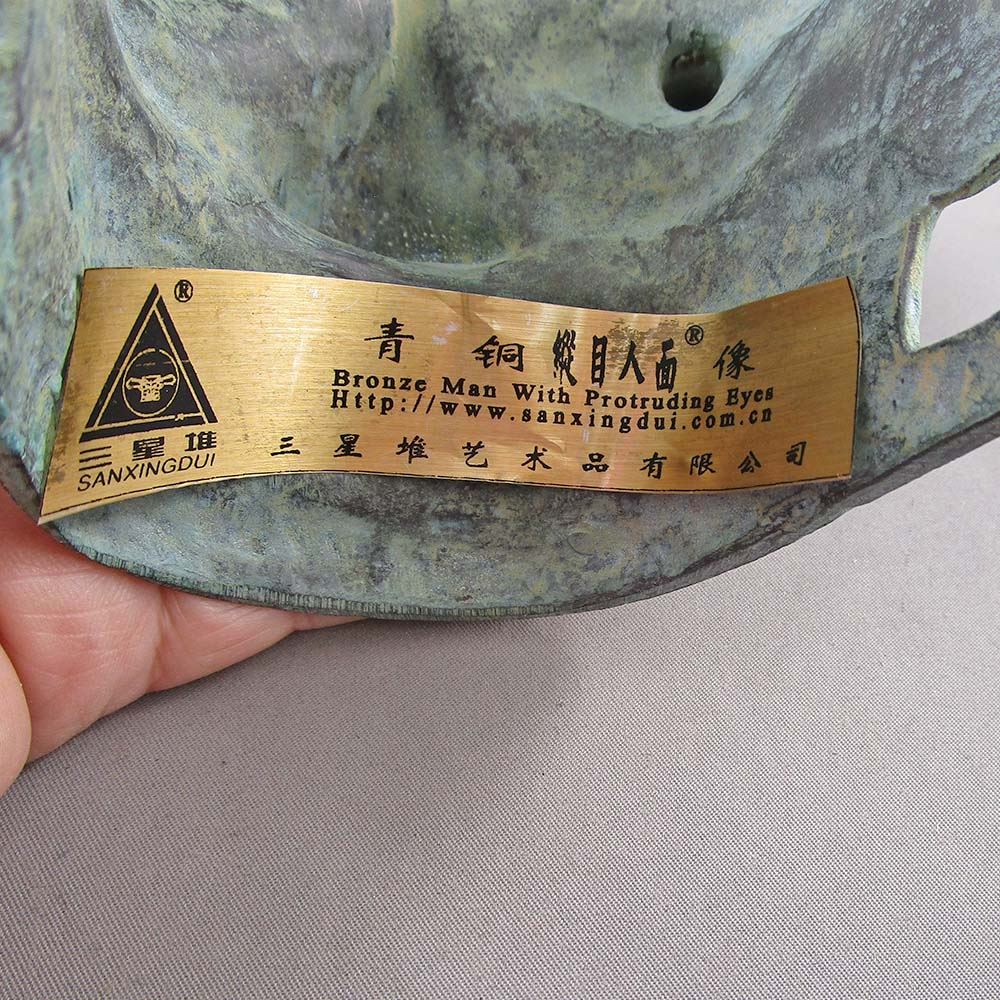 ®
三星堆
SANXINGDUI
青铜縱目人面®像
Bronze Man With Protruding Eyes
Http://www.sanxingdui.com.cn
三星堆艺术品有限公司